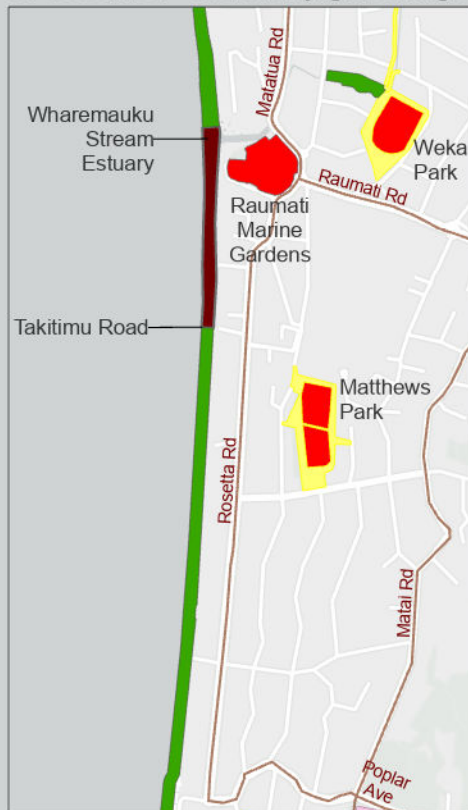 Matatua Rd
Wharemauku
Stream
Estuary
Weka
Park
Raumati Rd
Raumati
Marine
Gardens
Takitimu Road
Matthews
Park
Rosetta Rd
Matai Rd
Poplar
Ave